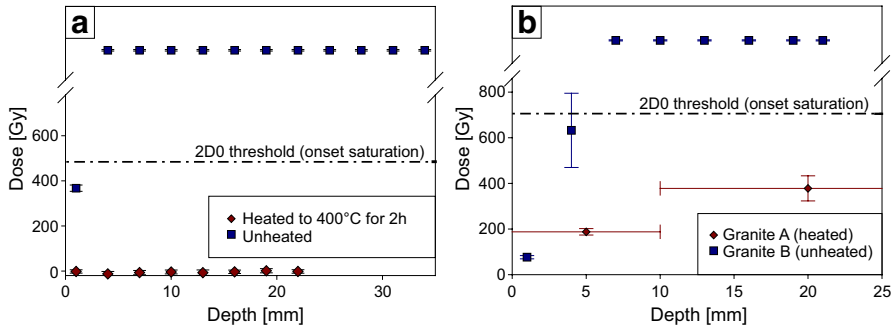 a
Dose [Gy]
600
400
200
0
2D0 threshold (onset saturation)
Heated to 400°C for 2h
Unheated
0 10 20 30
Depth [mm]
b
Dose [Gy]
800
600
400
200
0
2D0 threshold (onset saturation)
Granite A (heated)
Granite B (unheated)
0 5 10 15 20 25
Depth [mm]